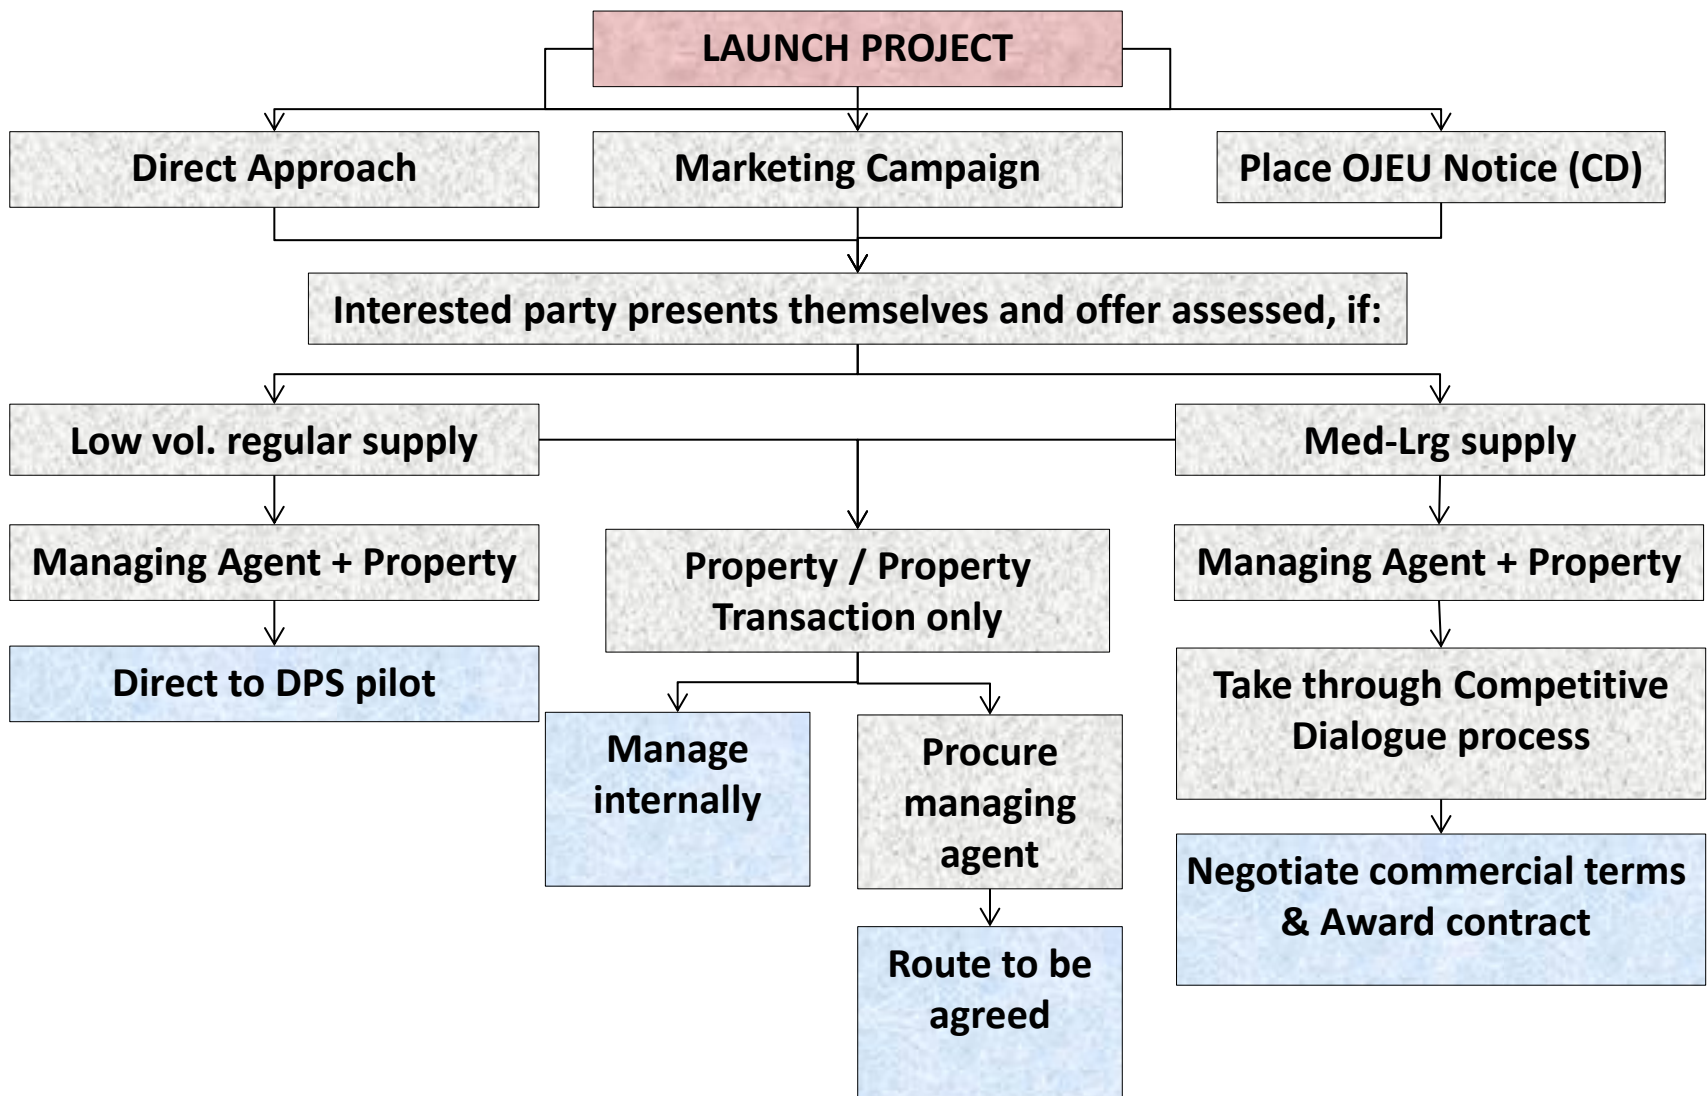 LAUNCH PROJECT
Direct Approach
Marketing Campaign
Place OJEU Notice (CD)
Interested party presents themselves and offer assessed, if:
Low vol. regular supply
Med-Lrg supply
Managing Agent + Property
Property / Property
Transaction only
Managing Agent + Property
Direct to DPS pilot
Take through Competitive
Dialogue process
Manage
internally
Procure
managing
agent
Negotiate commercial terms
& Award contract
Route to be
agreed